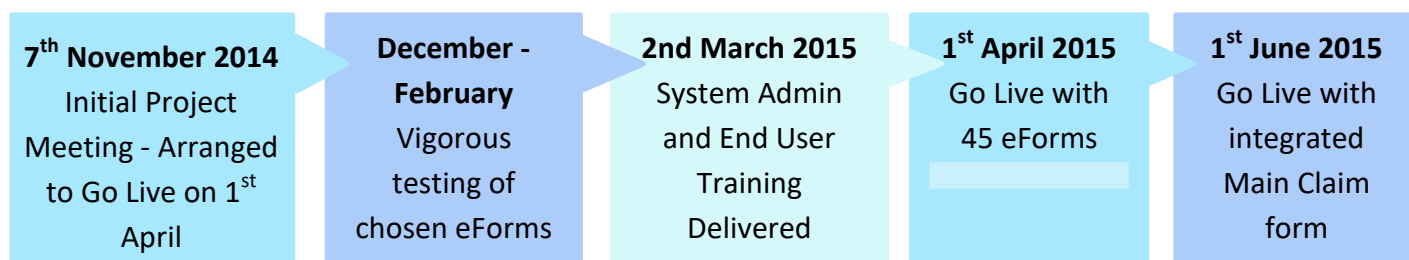 7th November 2014
Initial Project
Meeting - Arranged
to Go Live on 1st
April
December -
February
Vigorous
testing of
chosen eForms
2nd March 2015
System Admin
and End User
Training
Delivered
1st April 2015
Go Live with
45 eForms
1st June 2015
Go Live with
integrated
Main Claim
form